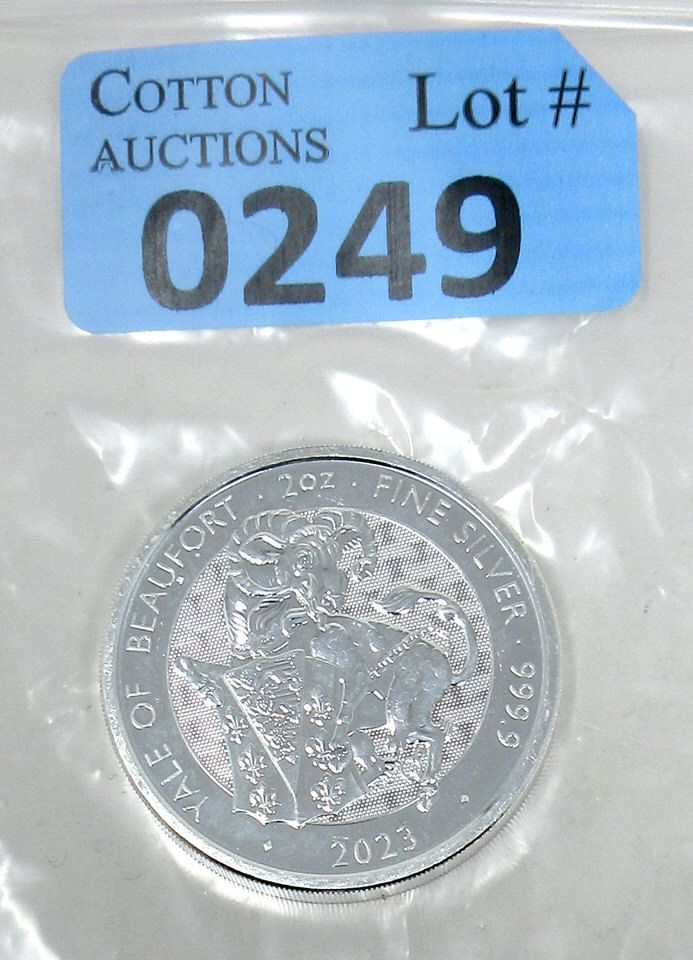 COTTON
AUCTIONS
Lot #
0249
YALE OF BEAUFORT · 2oz · FINE SILVER · 999.9
2023